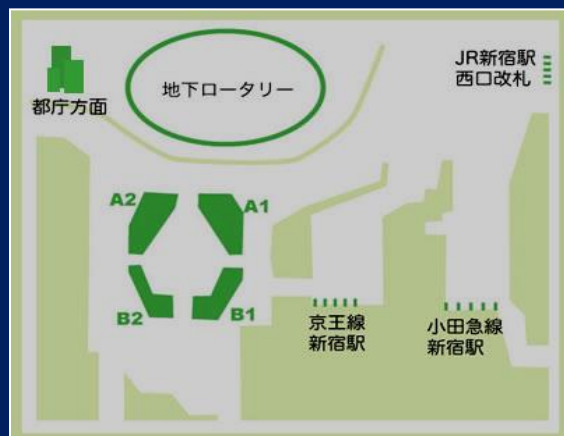 JR新宿駅
西口改札
地下ロータリー
都庁方面
A2
A1
B2
B1
京王線
新宿駅
小田急線
新宿駅